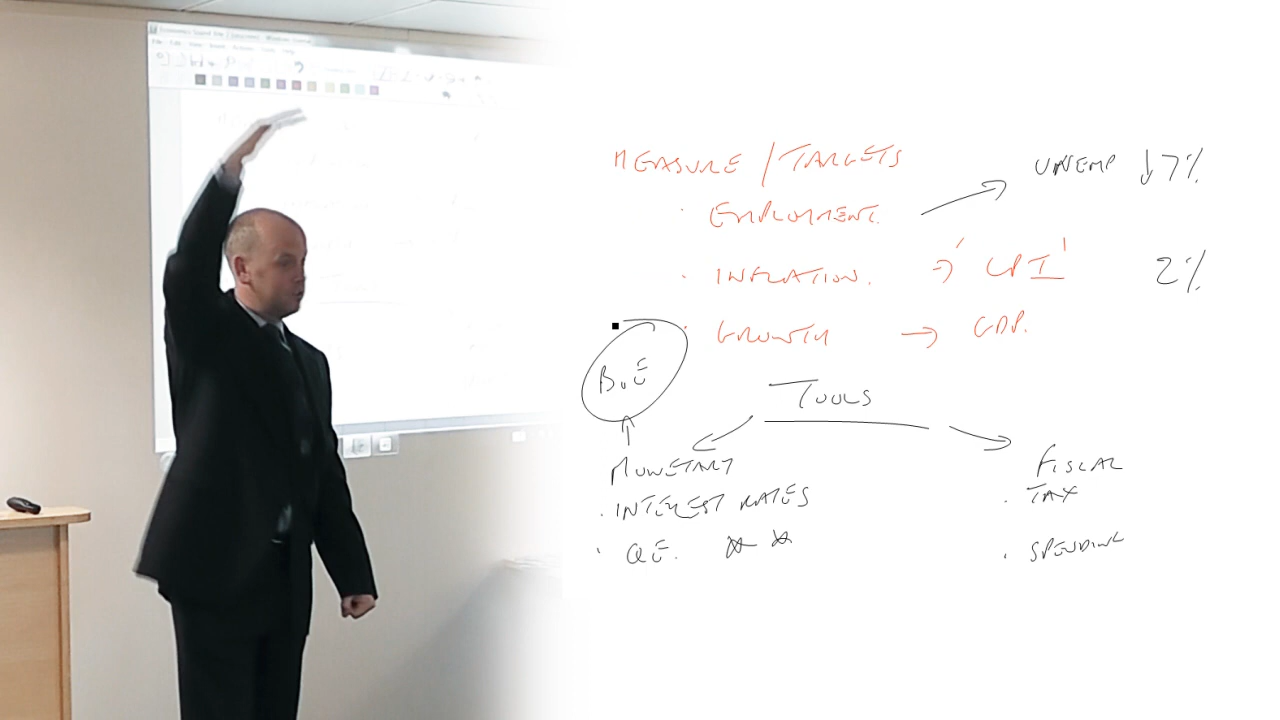 MEASURE / TARGETS
UNEMP ↓ 7%
· EMPLOYMENT.
· INFLATION. → 'CPI' 2%
· GROWTH → GDP.
BoE
TOOLS
MONETARY
FISCAL
· INTEREST RATES
· TAX
· QE. * *
· SPENDING